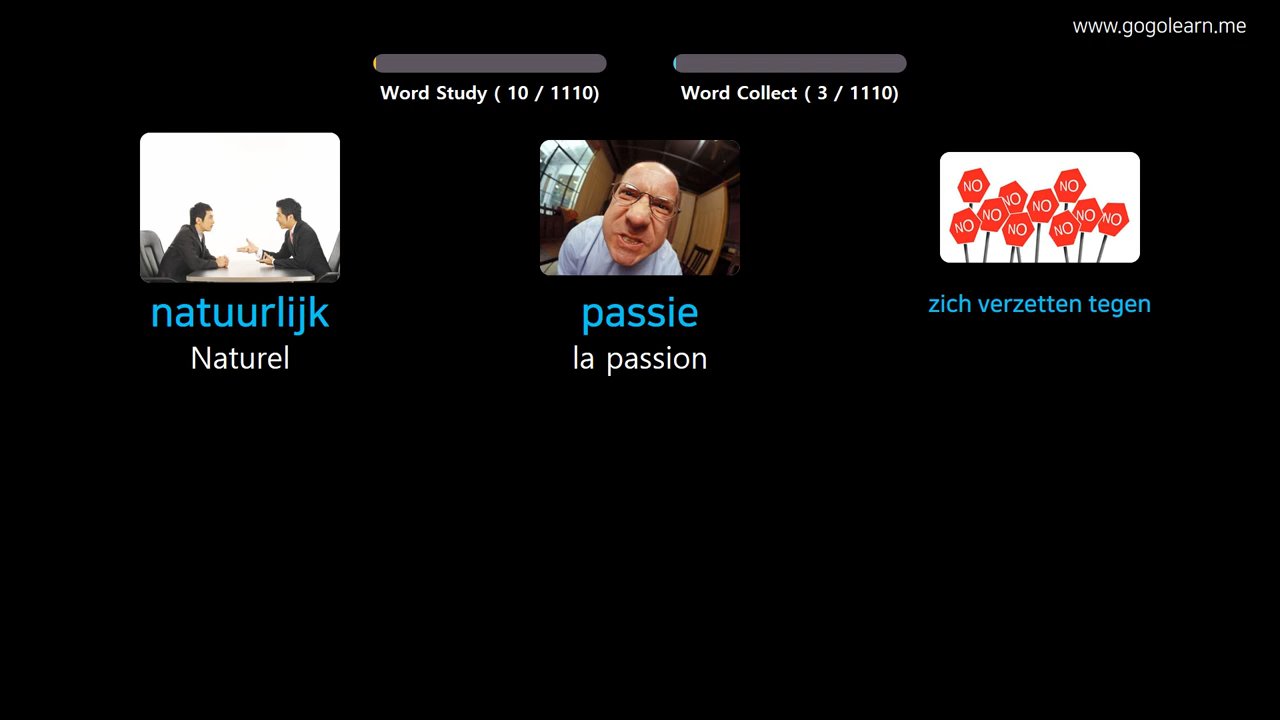 www.gogolearn.me
Word Study ( 10 / 1110)
Word Collect ( 3 / 1110)
NO NO
NO
NO NO NO NO NO
NO NO
natuurlijk
Naturel
passie
la passion
zich verzetten tegen